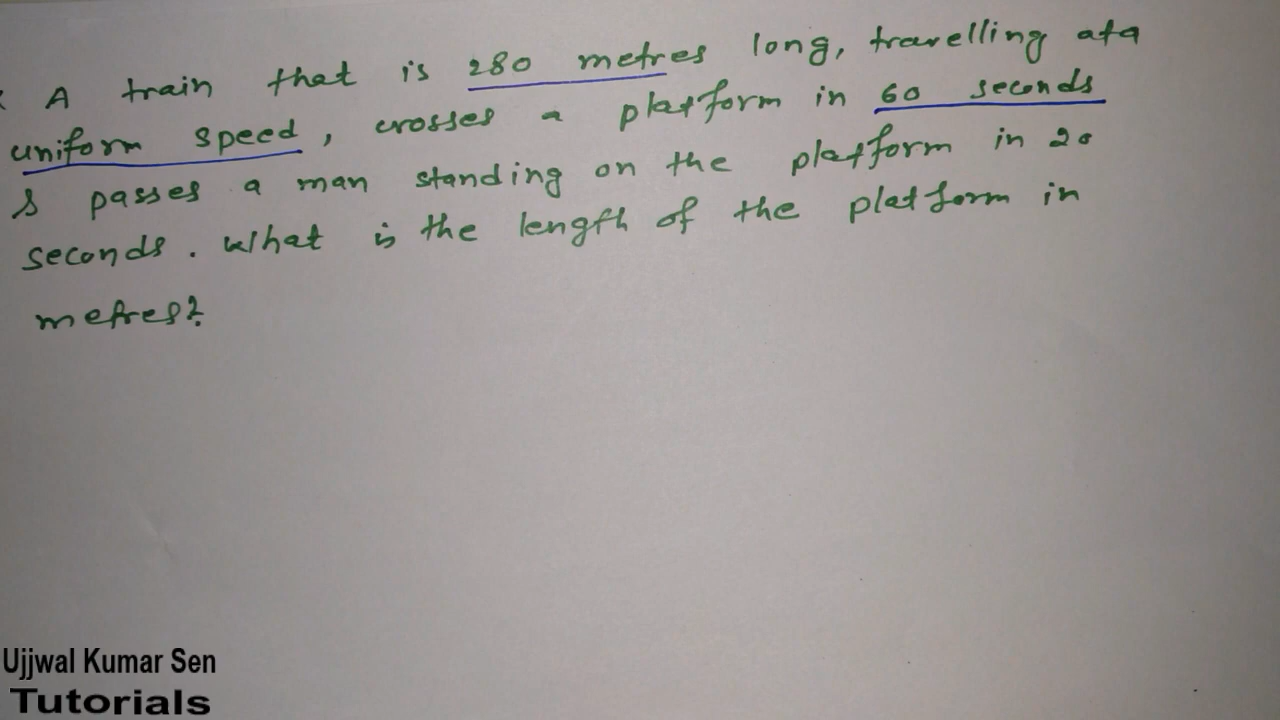 A train that is 280 metres long, travelling at a
uniform speed, crosses a platform in 60 seconds
& passes a man standing on the platform in 20
seconds. What is the length of the platform in
metres?
Ujjwal Kumar Sen
Tutorials